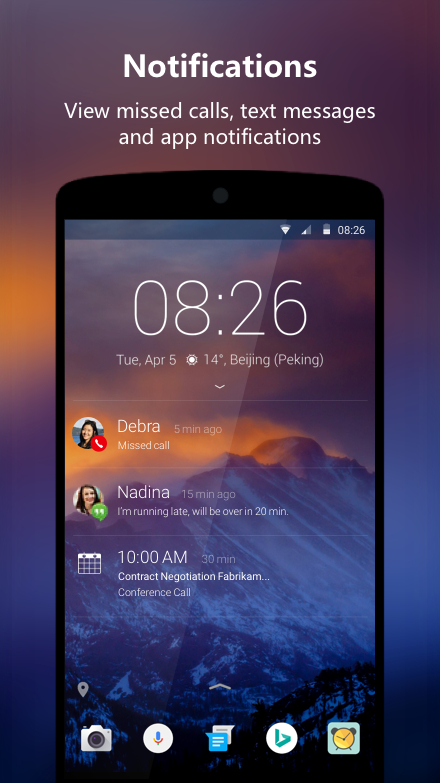 Notifications
View missed calls, text messages
and app notifications
08:26
08:26
Tue, Apr 5 14°, Beijing (Peking)
Debra 5 min ago
Missed call
Nadina 15 min ago
I'm running late, will be over in 20 min.
10:00 AM 30 min
Contract Negotiation Fabrikam...
Conference Call